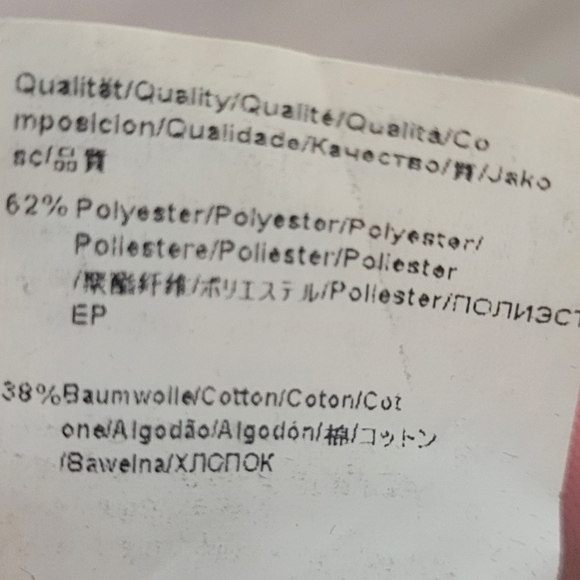 Qualität/Quality/Qualité/Qualità/Co
mposicion/Qualidade/Качество/質/Jako
sc/品質
62% Polyester/Polyester/Polyester/
Poliestere/Poliester/Poliester
/聚酯纤维/ポリエステル/Poliester/ПОЛИЭСТ
ЕР
38%Baumwolle/Cotton/Coton/Cot
one/Algodão/Algodón/棉/コットン
/Bawelna/ХЛОПОК